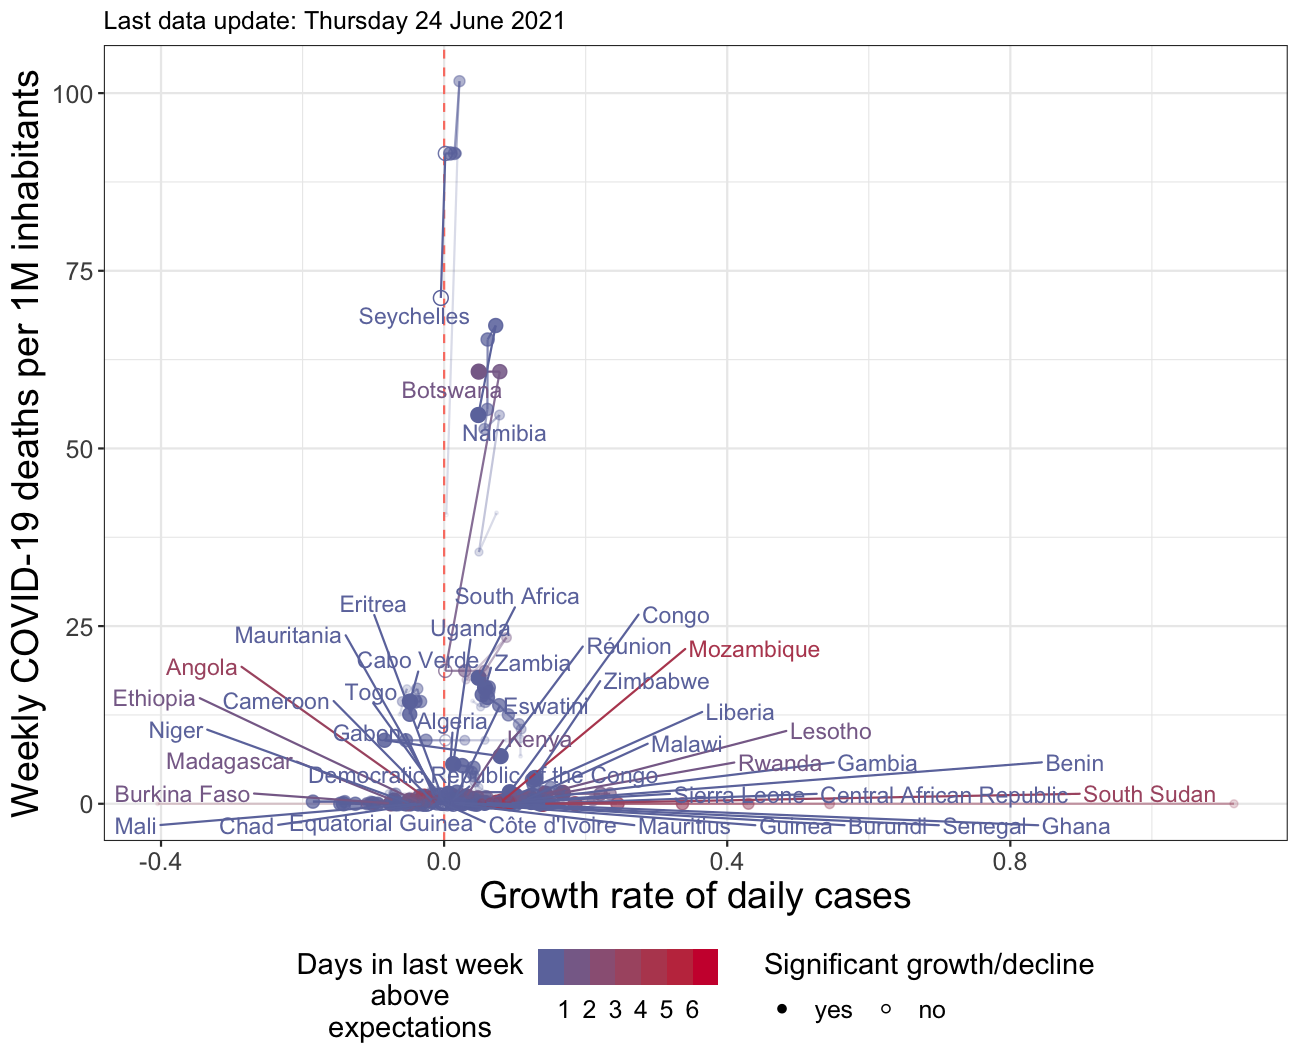 Last data update: Thursday 24 June 2021
Weekly COVID-19 deaths per 1M inhabitants
100
75
50
25
0
Seychelles
Botswana
Namibia
Eritrea
South Africa
Congo
Mauritania
Uganda
Réunion
Mozambique
Angola
Cabo Verde
Zambia
Zimbabwe
Ethiopia
Cameroon
Togo
Eswatini
Liberia
Niger
Gabon
Algeria
Kenya
Malawi
Lesotho
Madagascar
Democratic Republic of the Congo
Rwanda
Gambia
Benin
Burkina Faso
Sierra Leone
Central African Republic
South Sudan
Mali
Chad
Equatorial Guinea
Côte d'Ivoire
Mauritius
Guinea
Burundi
Senegal
Ghana
-0.4
0.0
0.4
0.8
Growth rate of daily cases
Days in last week
above
expectations
1 2 3 4 5 6
Significant growth/decline
yes
no